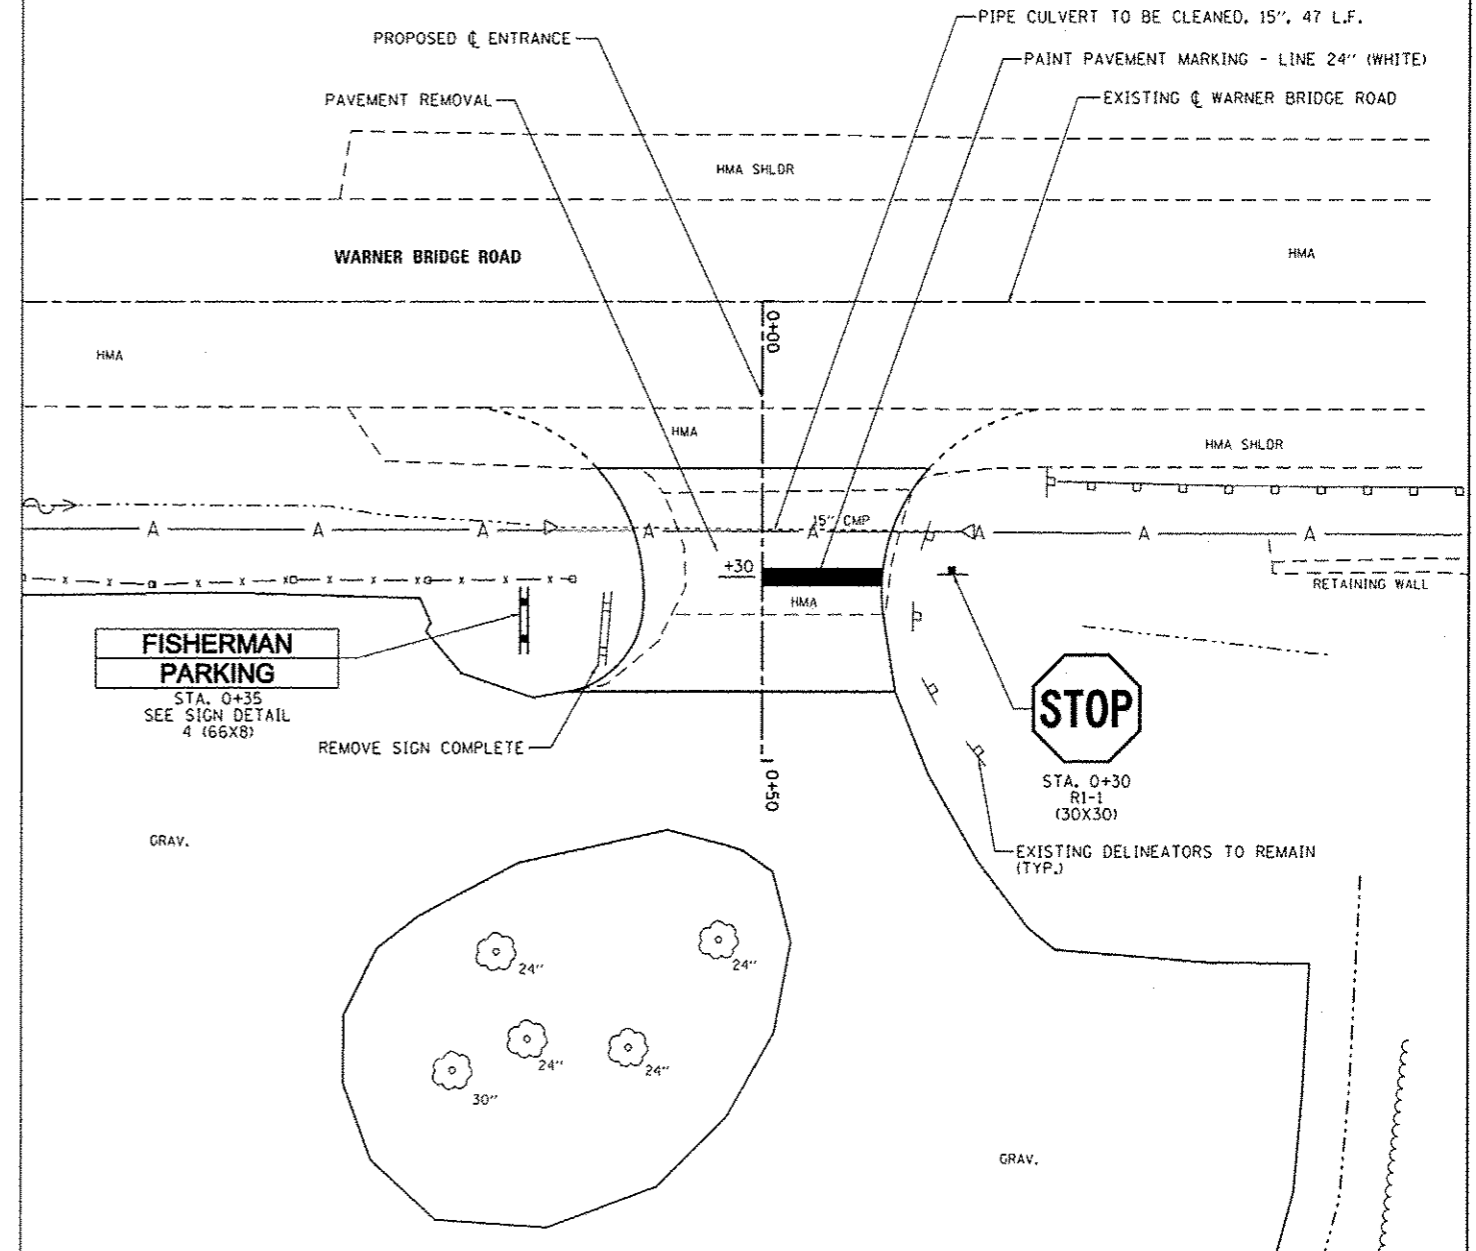 PIPE CULVERT TO BE CLEANED, 15", 47 L.F.
PROPOSED ℄ ENTRANCE
PAINT PAVEMENT MARKING - LINE 24" (WHITE)
PAVEMENT REMOVAL
EXISTING ℄ WARNER BRIDGE ROAD
HMA SHLDR
WARNER BRIDGE ROAD
HMA
0+00
HMA
HMA
HMA SHLDR
A
A
A
A
15" CMP
A
A
A
A
+30
HMA
RETAINING WALL
FISHERMAN
PARKING
STA. 0+35
SEE SIGN DETAIL
4 (66X8)
REMOVE SIGN COMPLETE
STOP
STA. 0+30
R1-1
(30X30)
0+50
EXISTING DELINEATORS TO REMAIN
(TYP.)
GRAV.
24"
24"
24"
24"
30"
GRAV.